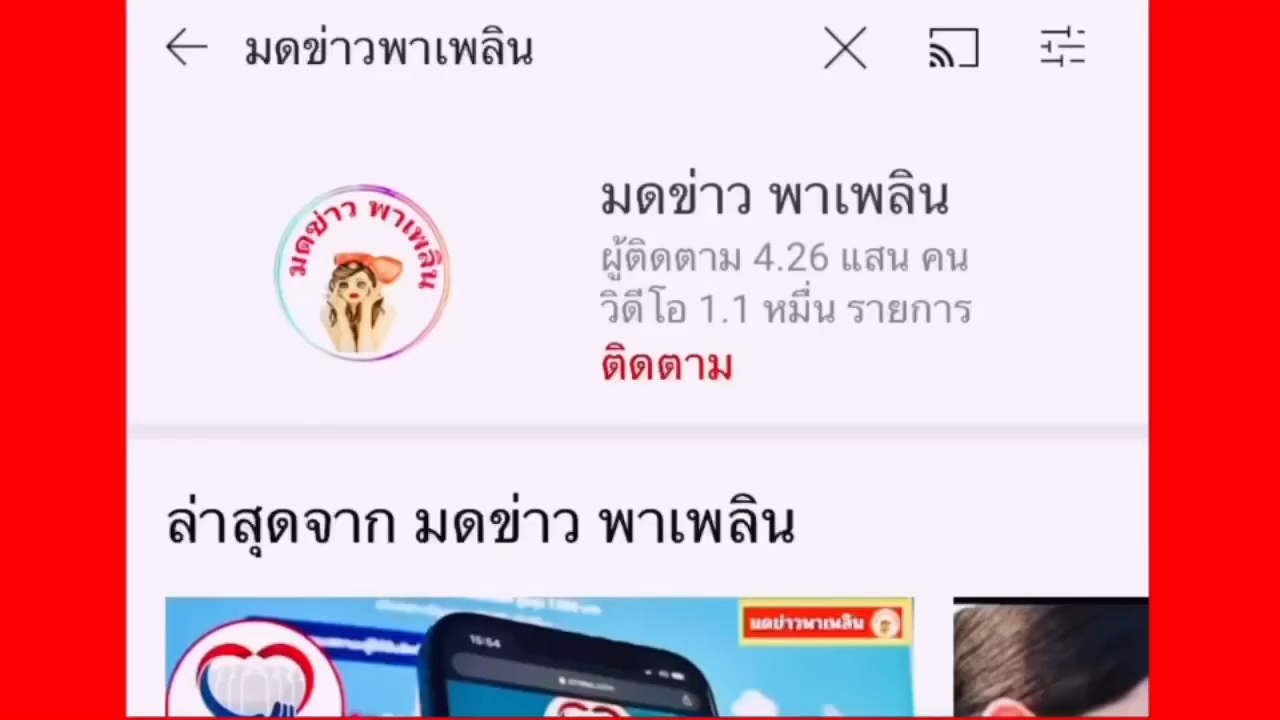 มดข่าวพาเพลิน
มดข่าว พาเพลิน
มดข่าว พาเพลิน
ผู้ติดตาม 4.26 แสน คน
วิดีโอ 1.1 หมื่น รายการ
ติดตาม
ล่าสุดจาก มดข่าว พาเพลิน
มดข่าวพาเพลิน
15:54